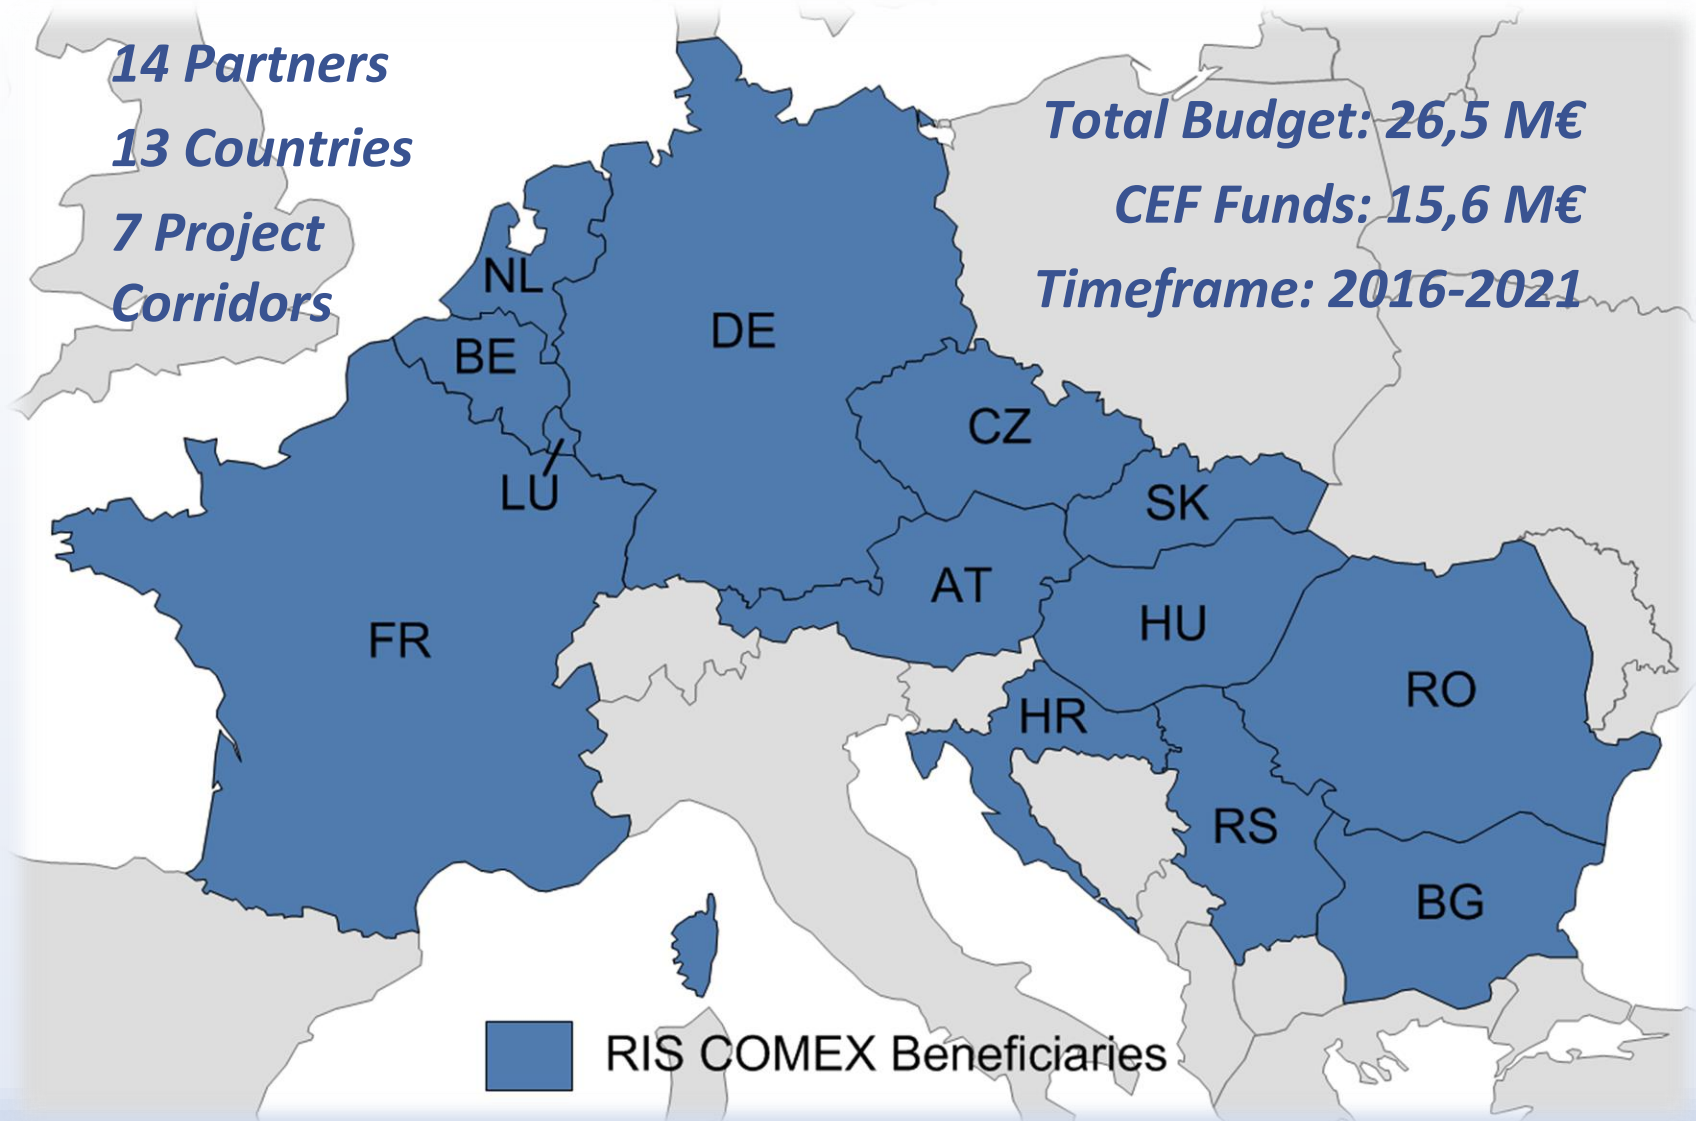 14 Partners
13 Countries
7 Project
Corridors
Total Budget: 26,5 M€
CEF Funds: 15,6 M€
Timeframe: 2016-2021
NL
DE
BE
CZ
LU
SK
AT
HU
FR
RO
HR
RS
BG
RIS COMEX Beneficiaries